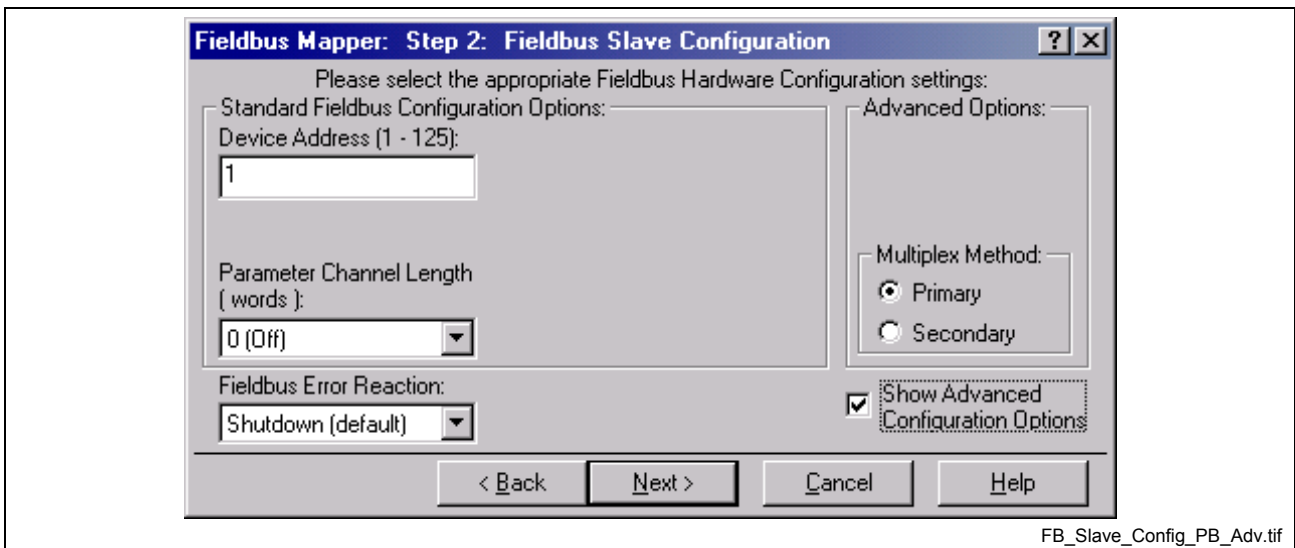 Fieldbus Mapper: Step 2: Fieldbus Slave Configuration
Please select the appropriate Fieldbus Hardware Configuration settings:
Standard Fieldbus Configuration Options:
Device Address (1 - 125):
1
Parameter Channel Length
( words ):
0 (Off)
Fieldbus Error Reaction:
Shutdown (default)
Advanced Options:
Multiplex Method:
Primary
Secondary
Show Advanced
Configuration Options
< Back
Next >
Cancel
Help
FB_Slave_Config_PB_Adv.tif